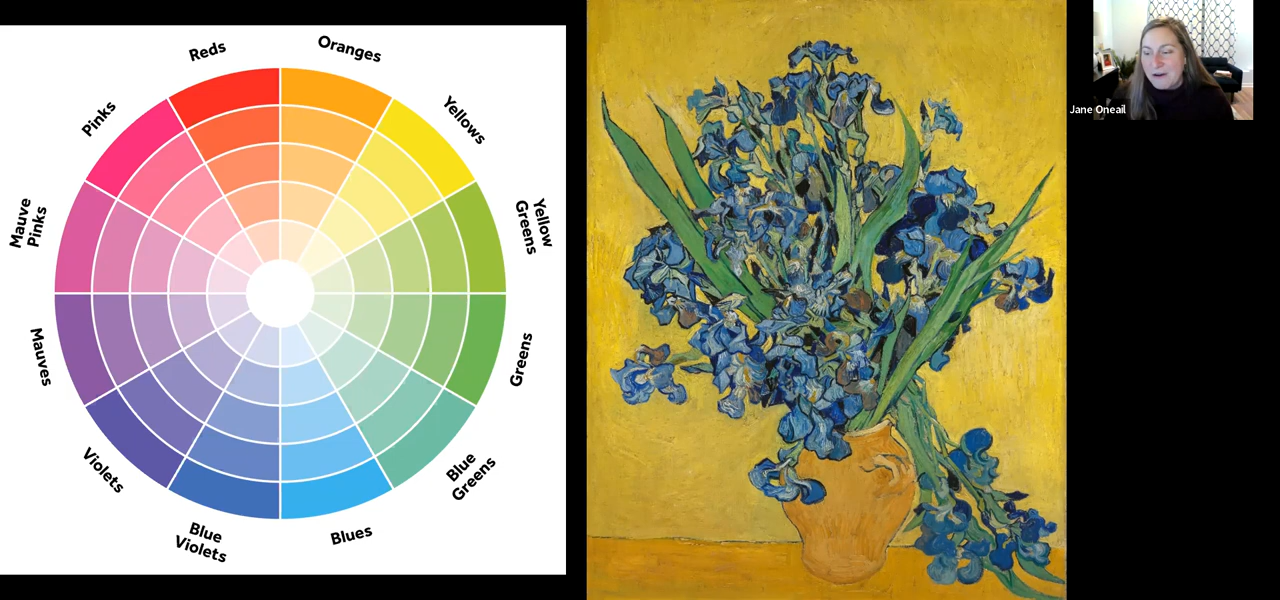 Reds
Oranges
Yellows
Yellow
Greens
Greens
Blue
Greens
Blues
Blue
Violets
Violets
Mauves
Mauve
Pinks
Pinks
Jane Oneail